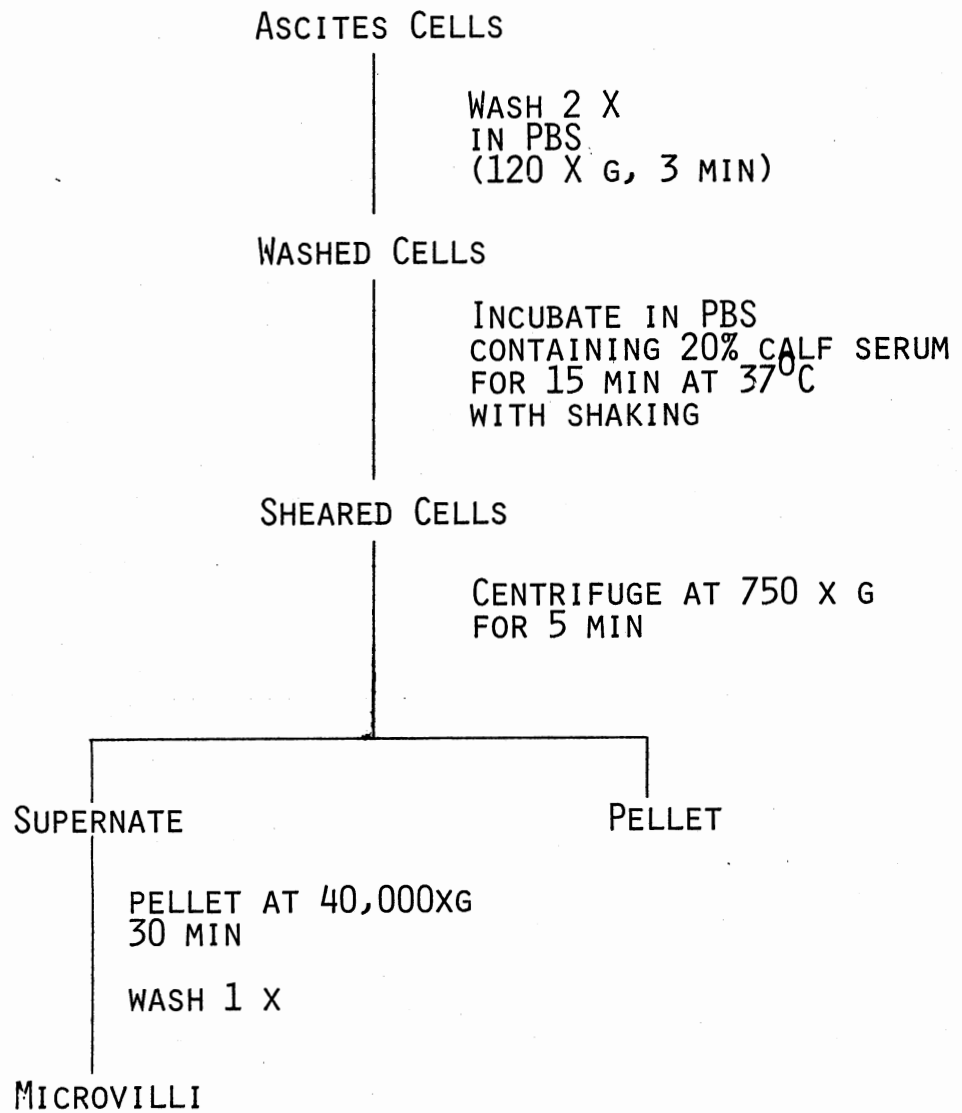 ASCITES CELLS
WASH 2 X
IN PBS
(120 X G, 3 MIN)
WASHED CELLS
INCUBATE IN PBS
CONTAINING 20% CALF SERUM
FOR 15 MIN AT 37°C
WITH SHAKING
SHEARED CELLS
CENTRIFUGE AT 750 X G
FOR 5 MIN
SUPERNATE
PELLET
PELLET AT 40,000XG
30 MIN
WASH 1 X
MICROVILLI